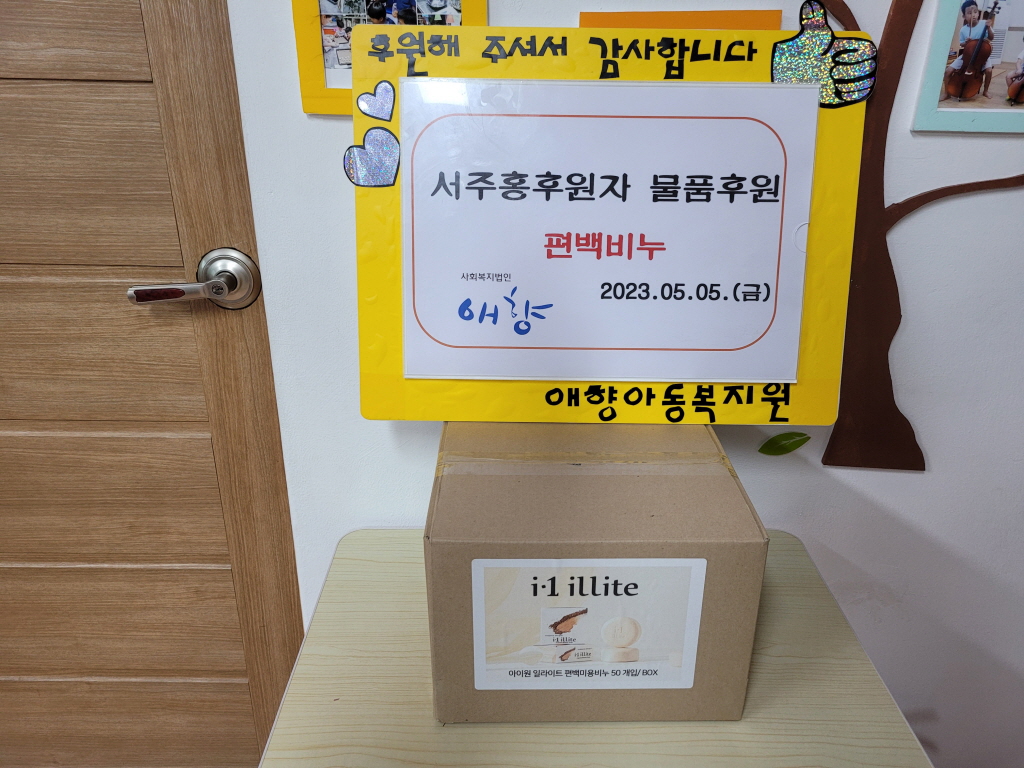 후원해 주셔서 감사합니다
서주홍후원자 물품후원
편백비누
사회복지법인
애향
2023.05.05.(금)
애향아동복지원
i·1 illite
i·1 illite
i·1 illite
아이원 일라이트 편백미용비누 50 개입/ BOX